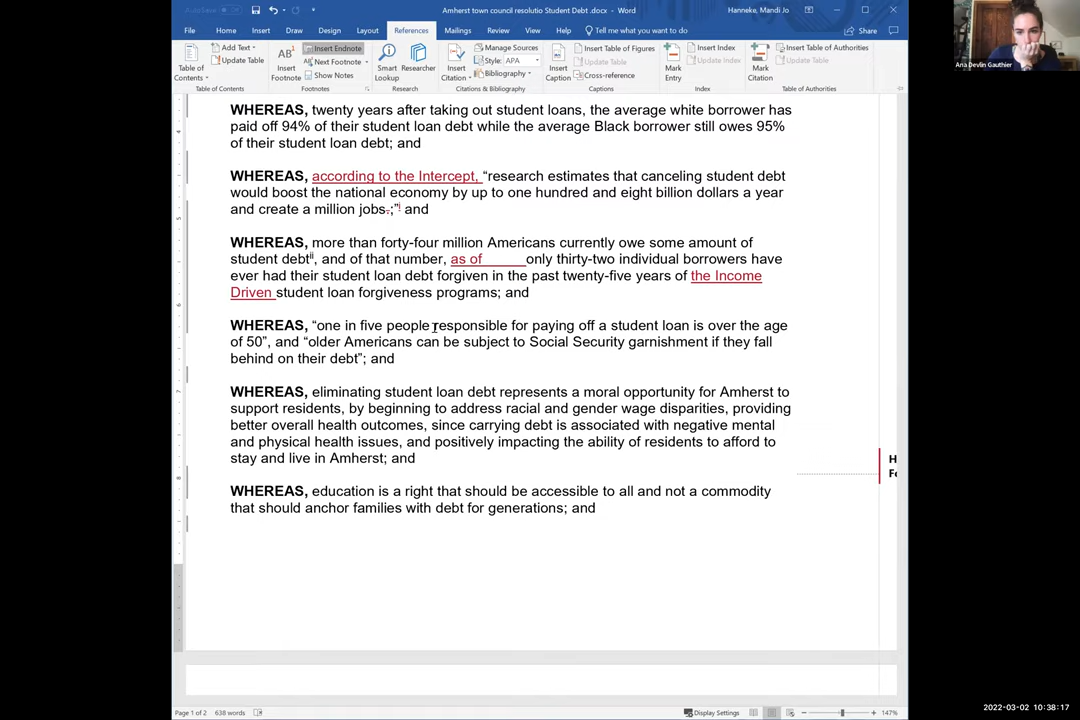 AutoSave
Amherst town council resolutio Student Debt .docx - Word
Hanneke, Mandi Jo
File Home Insert Draw Design Layout References Mailings Review View Help Tell me what you want to do Share
Table of Contents
Add Text
Update Table
Table of Contents
AB¹ Insert Footnote
Insert Endnote
Next Footnote
Show Notes
Footnotes
Smart Lookup
Researcher
Research
Insert Citation
Manage Sources
Style: APA
Bibliography
Citations & Bibliography
Insert Caption
Insert Table of Figures
Update Table
Cross-reference
Captions
Mark Entry
Insert Index
Update Index
Index
Mark Citation
Insert Table of Authorities
Update Table
Table of Authorities
Ana Devlin Gauthier
WHEREAS, twenty years after taking out student loans, the average white borrower has
paid off 94% of their student loan debt while the average Black borrower still owes 95%
of their student loan debt; and
WHEREAS, according to the Intercept, “research estimates that canceling student debt
would boost the national economy by up to one hundred and eight billion dollars a year
and create a million jobs.;”i and
WHEREAS, more than forty-four million Americans currently owe some amount of
student debtii, and of that number, as of______only thirty-two individual borrowers have
ever had their student loan debt forgiven in the past twenty-five years of the Income
Driven student loan forgiveness programs; and
WHEREAS, “one in five people responsible for paying off a student loan is over the age
of 50”, and “older Americans can be subject to Social Security garnishment if they fall
behind on their debt”; and
WHEREAS, eliminating student loan debt represents a moral opportunity for Amherst to
support residents, by beginning to address racial and gender wage disparities, providing
better overall health outcomes, since carrying debt is associated with negative mental
and physical health issues, and positively impacting the ability of residents to afford to
stay and live in Amherst; and
WHEREAS, education is a right that should be accessible to all and not a commodity
that should anchor families with debt for generations; and
H
Fo
4
5
6
7
8
Page 1 of 2 638 words
Display Settings
147%
2022-03-02 10:38:17